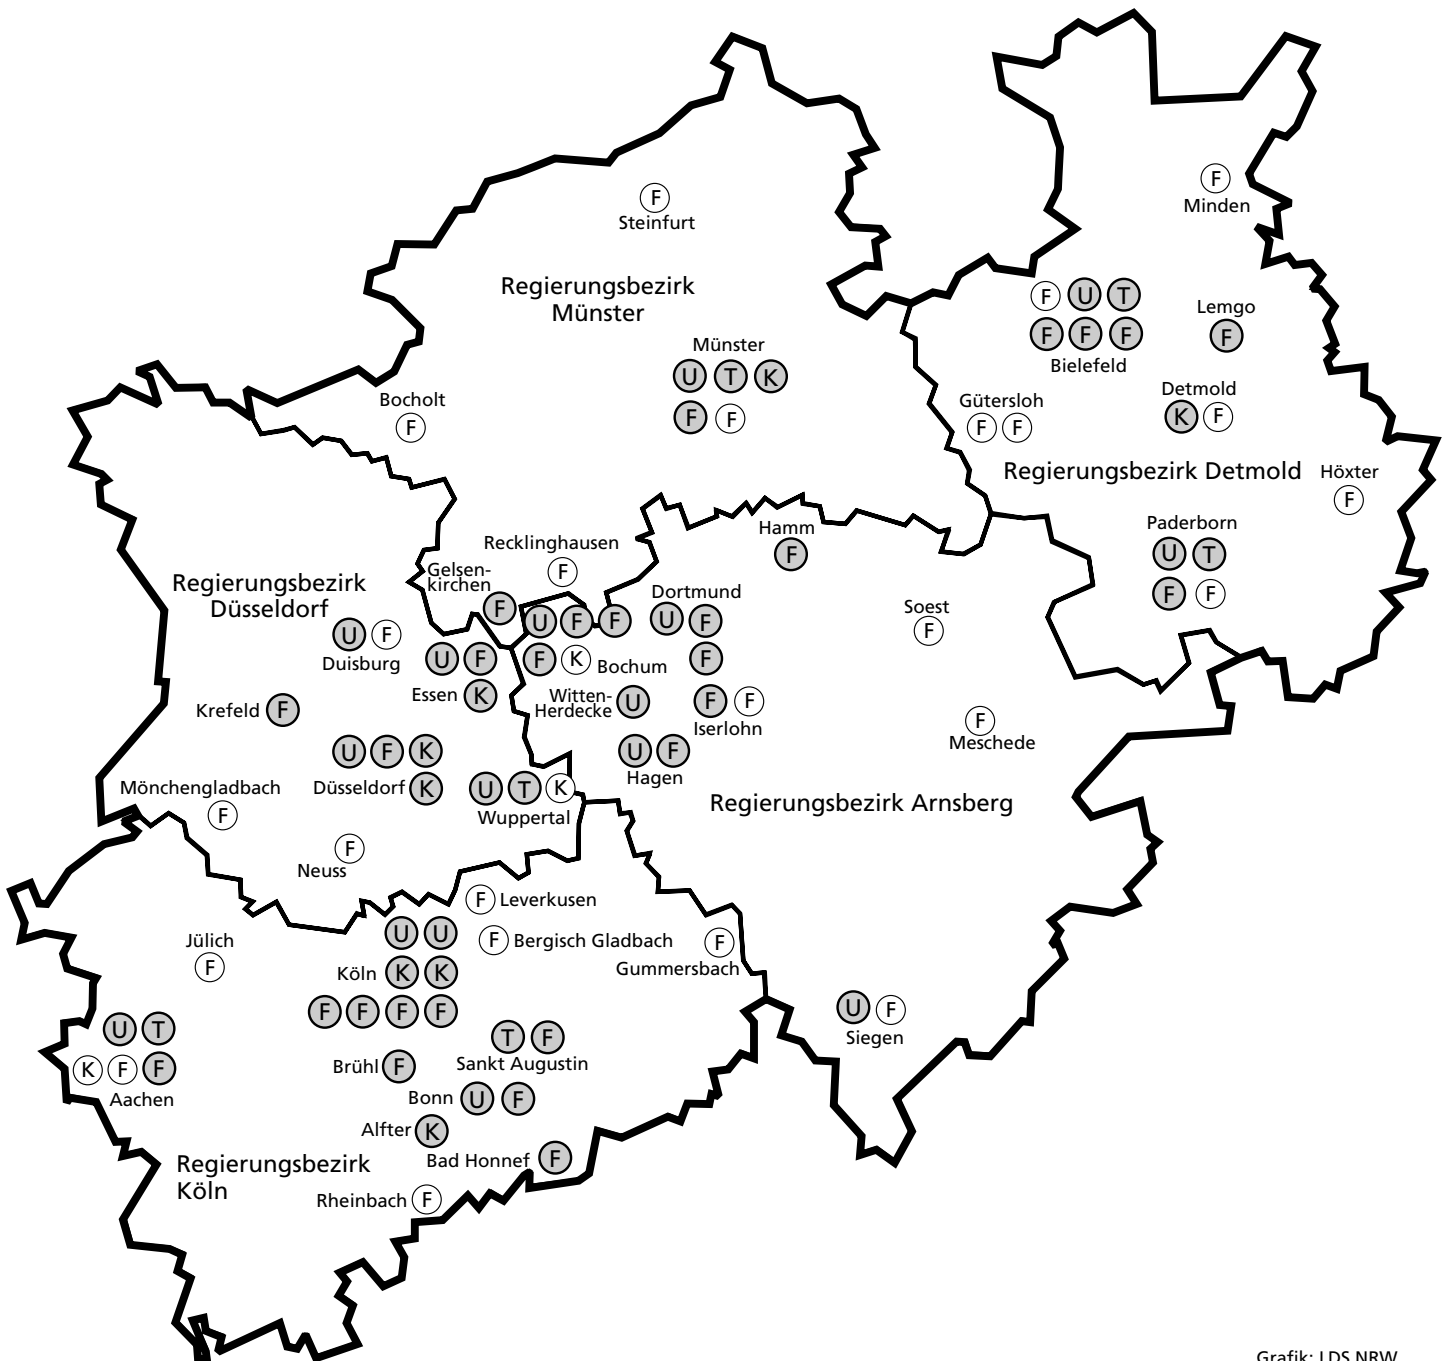 F
Steinfurt
F
Minden
Regierungsbezirk
Münster
F U T
F F F
Bielefeld
Lemgo
F
Münster
U T K
F F
Bocholt
F
Gütersloh
F F
Detmold
K F
Regierungsbezirk Detmold
Höxter
F
Paderborn
U T
F F
Hamm
F
Recklinghausen
F
Gelsen-
kirchen
F
Regierungsbezirk
Düsseldorf
U F
Duisburg
U F
Essen K
U F F
F K Bochum
Dortmund
U F
F
Soest
F
Witten-
Herdecke U
F F
Iserlohn
F
Meschede
Krefeld F
U F K
Düsseldorf K
U F
Hagen
U T K
Wuppertal
Mönchengladbach
F
Regierungsbezirk Arnsberg
F
Neuss
F Leverkusen
F Bergisch Gladbach
F
Gummersbach
Jülich
F
U U
Köln K K
F F F F
U F
Siegen
U T
K F F
Aachen
T F
Sankt Augustin
Brühl F
Bonn U F
Alfter K
Bad Honnef F
Regierungsbezirk
Köln
Rheinbach F
Grafik: LDS NRW